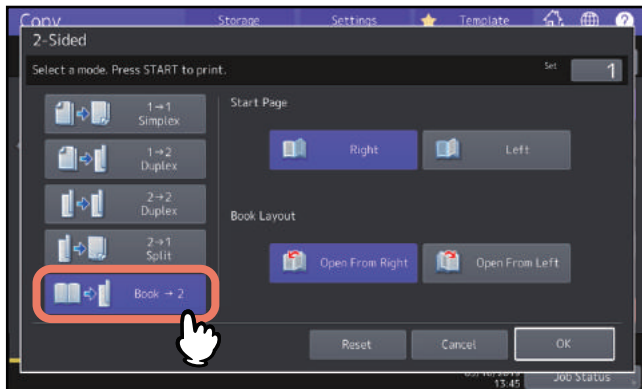 Copy
Storage
Settings
Template
2-Sided
Select a mode. Press START to print.
Set
1
1→1
Simplex
1→2
Duplex
2→2
Duplex
2→1
Split
Book → 2
Start Page
Right
Left
Book Layout
Open From Right
Open From Left
Reset
Cancel
OK
13:45
Job Status